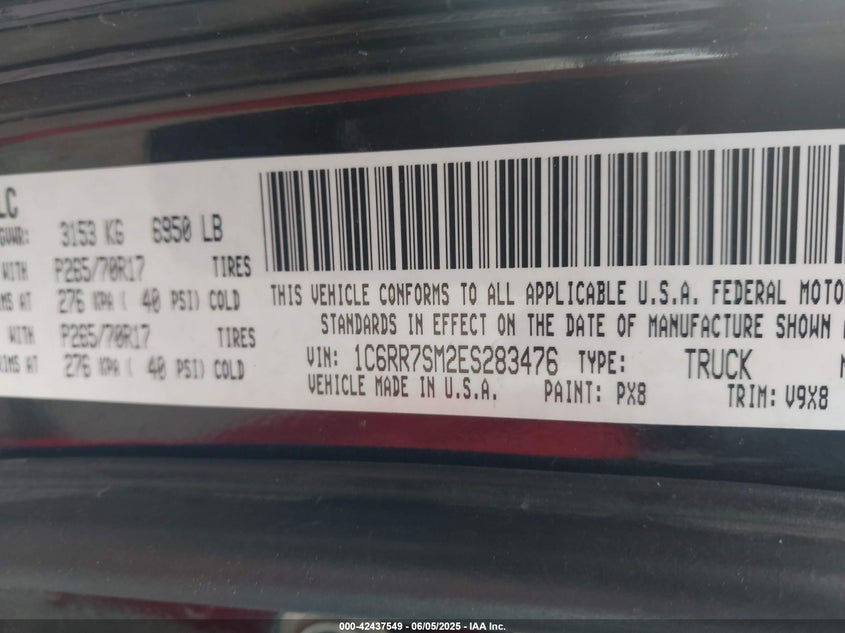 LC
GVWR: 3153 KG 6950 LB
WITH P265/70R17 TIRES
IMS AT 276 KPA ( 40 PSI) COLD
WITH P265/70R17 TIRES
RIMS AT 276 KPA ( 40 PSI) COLD
THIS VEHICLE CONFORMS TO ALL APPLICABLE U.S.A. FEDERAL MOTO
STANDARDS IN EFFECT ON THE DATE OF MANUFACTURE SHOWN
VIN: 1C6RR7SM2ES283476 TYPE: TRUCK
VEHICLE MADE IN U.S.A. PAINT: PX8 TRIM: V9X8
000-42437549 - 06/05/2025 - IAA Inc.